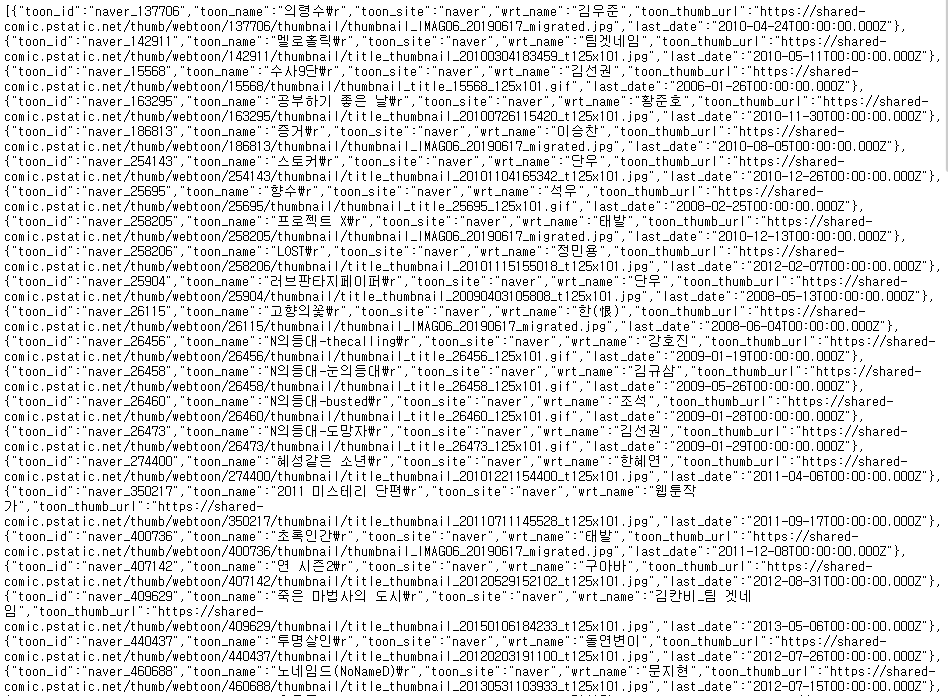 [{"toon_id":"naver_137706","toon_name":"의령수₩r","toon_site":"naver","wrt_name":"김우준","toon_thumb_url":"https://shared-
comic.pstatic.net/thumb/webtoon/137706/thumbnail/thumbnail_IMAG06_20190617_migrated.jpg","last_date":"2010-04-24T00:00:00.000Z"},
{"toon_id":"naver_142911","toon_name":"멜로홀릭₩r","toon_site":"naver","wrt_name":"팀겟네임","toon_thumb_url":"https://shared-
comic.pstatic.net/thumb/webtoon/142911/thumbnail/title_thumbnail_20100304183459_t125x101.jpg","last_date":"2010-05-11T00:00:00.000Z"},
{"toon_id":"naver_15568","toon_name":"수사9단₩r","toon_site":"naver","wrt_name":"김선권","toon_thumb_url":"https://shared-
comic.pstatic.net/thumb/webtoon/15568/thumbnail/title_thumbnail_title_15568_t125x101.gif","last_date":"2006-01-26T00:00:00.000Z"},
{"toon_id":"naver_163295","toon_name":"공부하기 좋은 날₩r","toon_site":"naver","wrt_name":"황준호","toon_thumb_url":"https://shared-
comic.pstatic.net/thumb/webtoon/163295/thumbnail/title_thumbnail_20100726115420_t125x101.jpg","last_date":"2010-11-30T00:00:00.000Z"},
{"toon_id":"naver_186813","toon_name":"증거₩r","toon_site":"naver","wrt_name":"이승찬","toon_thumb_url":"https://shared-
comic.pstatic.net/thumb/webtoon/186813/thumbnail/thumbnail_IMAG06_20190617_migrated.jpg","last_date":"2010-08-05T00:00:00.000Z"},
{"toon_id":"naver_254143","toon_name":"스토커₩r","toon_site":"naver","wrt_name":"단우","toon_thumb_url":"https://shared-
comic.pstatic.net/thumb/webtoon/254143/thumbnail/title_thumbnail_20101104165342_t125x101.jpg","last_date":"2010-12-26T00:00:00.000Z"},
{"toon_id":"naver_25695","toon_name":"향수₩r","toon_site":"naver","wrt_name":"석우","toon_thumb_url":"https://shared-
comic.pstatic.net/thumb/webtoon/25695/thumbnail/title_thumbnail_title_25695_t125x101.gif","last_date":"2008-02-25T00:00:00.000Z"},
{"toon_id":"naver_258205","toon_name":"프로젝트 X₩r","toon_site":"naver","wrt_name":"태발","toon_thumb_url":"https://shared-
comic.pstatic.net/thumb/webtoon/258205/thumbnail/thumbnail_IMAG06_20190617_migrated.jpg","last_date":"2010-12-13T00:00:00.000Z"},
{"toon_id":"naver_258206","toon_name":"LOST₩r","toon_site":"naver","wrt_name":"정민용","toon_thumb_url":"https://shared-
comic.pstatic.net/thumb/webtoon/258206/thumbnail/title_thumbnail_20101115155018_t125x101.jpg","last_date":"2012-02-07T00:00:00.000Z"},
{"toon_id":"naver_25904","toon_name":"러브판타지페이퍼₩r","toon_site":"naver","wrt_name":"단우","toon_thumb_url":"https://shared-
comic.pstatic.net/thumb/webtoon/25904/thumbnail/title_thumbnail_20090403105808_t125x101.jpg","last_date":"2008-05-13T00:00:00.000Z"},
{"toon_id":"naver_26115","toon_name":"고향의꽃₩r","toon_site":"naver","wrt_name":"한(恨)","toon_thumb_url":"https://shared-
comic.pstatic.net/thumb/webtoon/26115/thumbnail/thumbnail_IMAG06_20190617_migrated.jpg","last_date":"2008-06-04T00:00:00.000Z"},
{"toon_id":"naver_26456","toon_name":"N의등대-thecalling₩r","toon_site":"naver","wrt_name":"강호진","toon_thumb_url":"https://shared-
comic.pstatic.net/thumb/webtoon/26456/thumbnail/title_thumbnail_title_26456_t125x101.gif","last_date":"2009-01-19T00:00:00.000Z"},
{"toon_id":"naver_26458","toon_name":"N의등대-눈의등대₩r","toon_site":"naver","wrt_name":"김규삼","toon_thumb_url":"https://shared-
comic.pstatic.net/thumb/webtoon/26458/thumbnail/title_thumbnail_title_26458_t125x101.gif","last_date":"2009-05-26T00:00:00.000Z"},
{"toon_id":"naver_26460","toon_name":"N의등대-busted₩r","toon_site":"naver","wrt_name":"조석","toon_thumb_url":"https://shared-
comic.pstatic.net/thumb/webtoon/26460/thumbnail/title_thumbnail_title_26460_t125x101.gif","last_date":"2009-01-28T00:00:00.000Z"},
{"toon_id":"naver_26473","toon_name":"N의등대-도망자₩r","toon_site":"naver","wrt_name":"김선권","toon_thumb_url":"https://shared-
comic.pstatic.net/thumb/webtoon/26473/thumbnail/title_thumbnail_title_26473_t125x101.gif","last_date":"2009-01-29T00:00:00.000Z"},
{"toon_id":"naver_274400","toon_name":"혜성같은 소년₩r","toon_site":"naver","wrt_name":"한혜연","toon_thumb_url":"https://shared-
comic.pstatic.net/thumb/webtoon/274400/thumbnail/title_thumbnail_20101221154400_t125x101.jpg","last_date":"2011-04-06T00:00:00.000Z"},
{"toon_id":"naver_350217","toon_name":"2011 미스테리 단편₩r","toon_site":"naver","wrt_name":"웹툰작
가","toon_thumb_url":"https://shared-
comic.pstatic.net/thumb/webtoon/350217/thumbnail/title_thumbnail_20110711145528_t125x101.jpg","last_date":"2011-09-17T00:00:00.000Z"},
{"toon_id":"naver_400736","toon_name":"초록인간₩r","toon_site":"naver","wrt_name":"태발","toon_thumb_url":"https://shared-
comic.pstatic.net/thumb/webtoon/400736/thumbnail/thumbnail_IMAG06_20190617_migrated.jpg","last_date":"2011-12-08T00:00:00.000Z"},
{"toon_id":"naver_407142","toon_name":"연 시즌2₩r","toon_site":"naver","wrt_name":"구아바","toon_thumb_url":"https://shared-
comic.pstatic.net/thumb/webtoon/407142/thumbnail/title_thumbnail_20120529152102_t125x101.jpg","last_date":"2012-08-31T00:00:00.000Z"},
{"toon_id":"naver_409629","toon_name":"죽은 마법사의 도시₩r","toon_site":"naver","wrt_name":"김칸비_팀 겟네
임","toon_thumb_url":"https://shared-
comic.pstatic.net/thumb/webtoon/409629/thumbnail/title_thumbnail_20150106184233_t125x101.jpg","last_date":"2013-05-06T00:00:00.000Z"},
{"toon_id":"naver_440437","toon_name":"투명살인₩r","toon_site":"naver","wrt_name":"돌연변이","toon_thumb_url":"https://shared-
comic.pstatic.net/thumb/webtoon/440437/thumbnail/title_thumbnail_20120203191100_t125x101.jpg","last_date":"2012-07-26T00:00:00.000Z"},
{"toon_id":"naver_460688","toon_name":"노네임드(NoNameD)₩r","toon_site":"naver","wrt_name":"문지현","toon_thumb_url":"https://shared-
comic.pstatic.net/thumb/webtoon/460688/thumbnail/title_thumbnail_20130531103933_t125x101.jpg","last_date":"2012-07-15T00:00:00.000Z"},